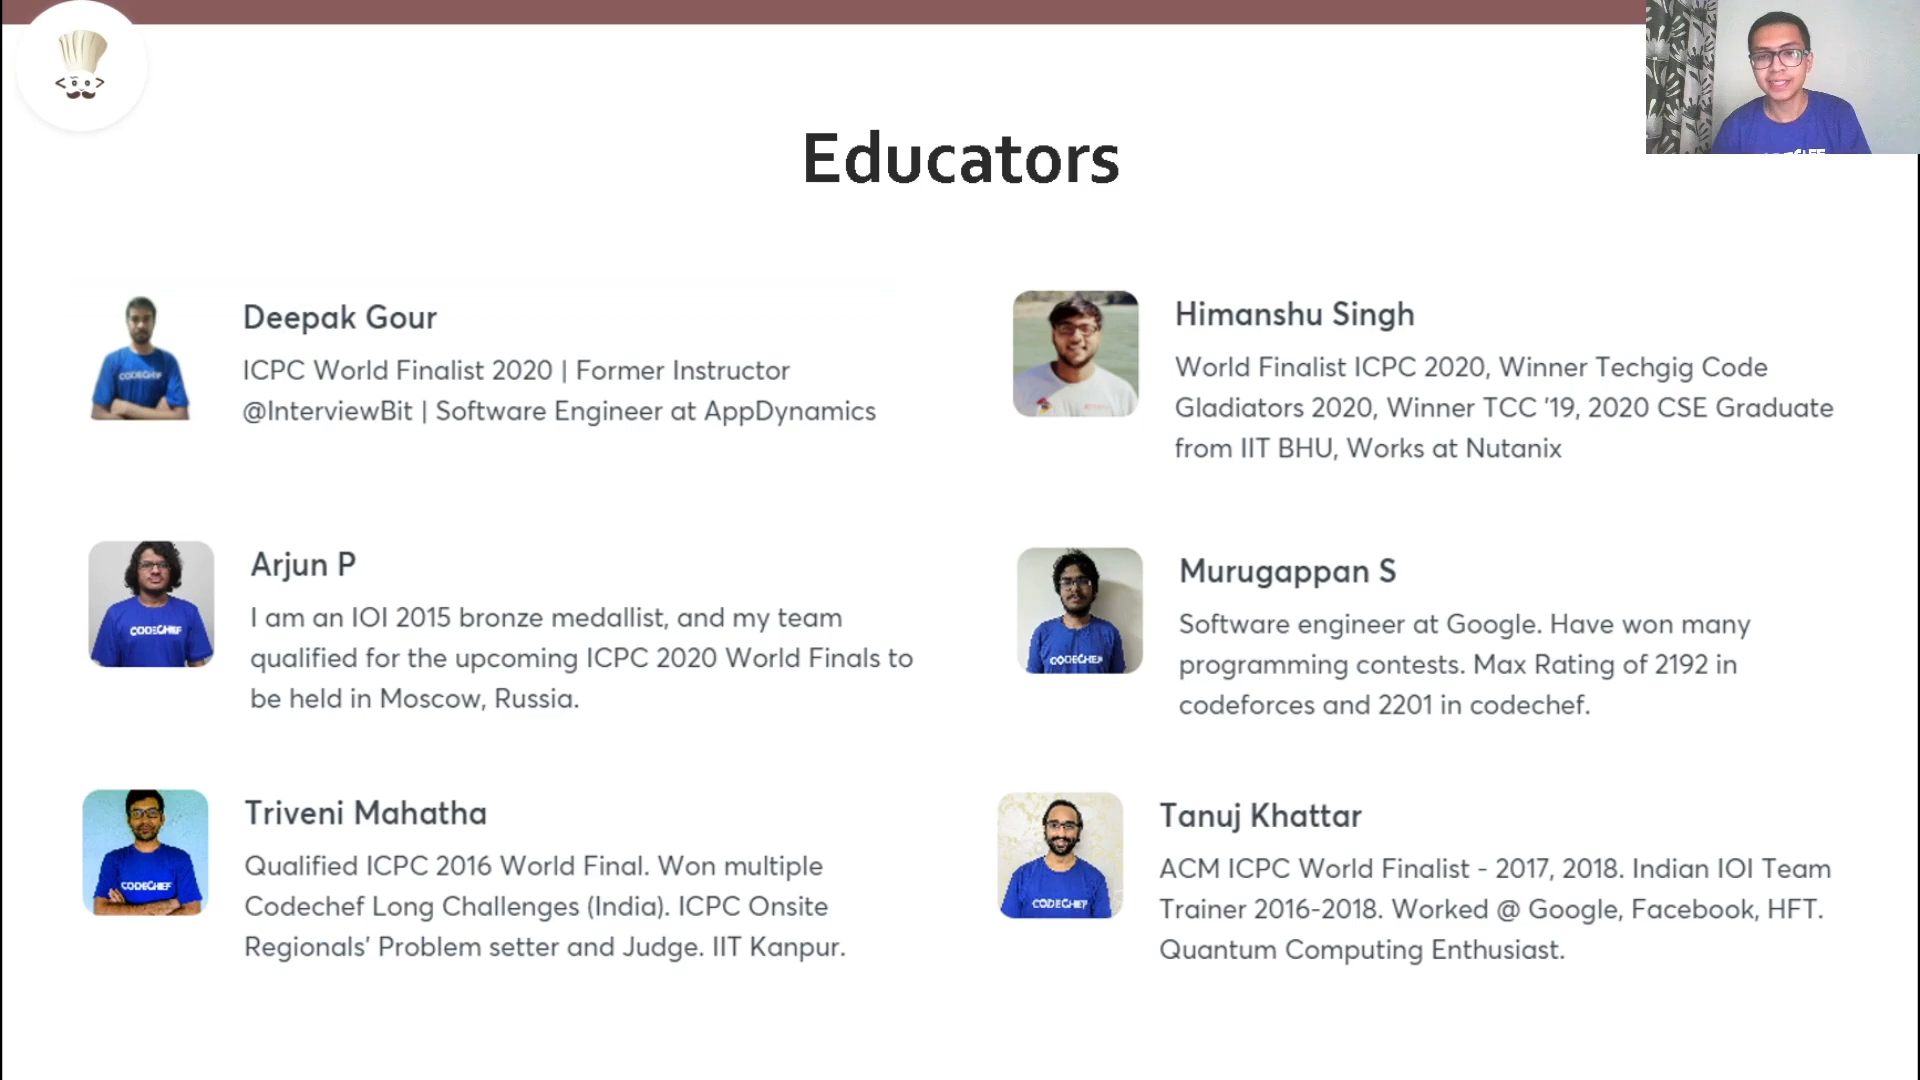 Educators
Deepak Gour
ICPC World Finalist 2020 | Former Instructor
@InterviewBit | Software Engineer at AppDynamics
CODECHEF
Himanshu Singh
World Finalist ICPC 2020, Winner Techgig Code
Gladiators 2020, Winner TCC '19, 2020 CSE Graduate
from IIT BHU, Works at Nutanix
Arjun P
I am an IOI 2015 bronze medallist, and my team
qualified for the upcoming ICPC 2020 World Finals to
be held in Moscow, Russia.
CODECHEF
Murugappan S
Software engineer at Google. Have won many
programming contests. Max Rating of 2192 in
codeforces and 2201 in codechef.
CODECHEF
Triveni Mahatha
Qualified ICPC 2016 World Final. Won multiple
Codechef Long Challenges (India). ICPC Onsite
Regionals' Problem setter and Judge. IIT Kanpur.
CODECHEF
Tanuj Khattar
ACM ICPC World Finalist - 2017, 2018. Indian IOI Team
Trainer 2016-2018. Worked @ Google, Facebook, HFT.
Quantum Computing Enthusiast.
CODECHEF